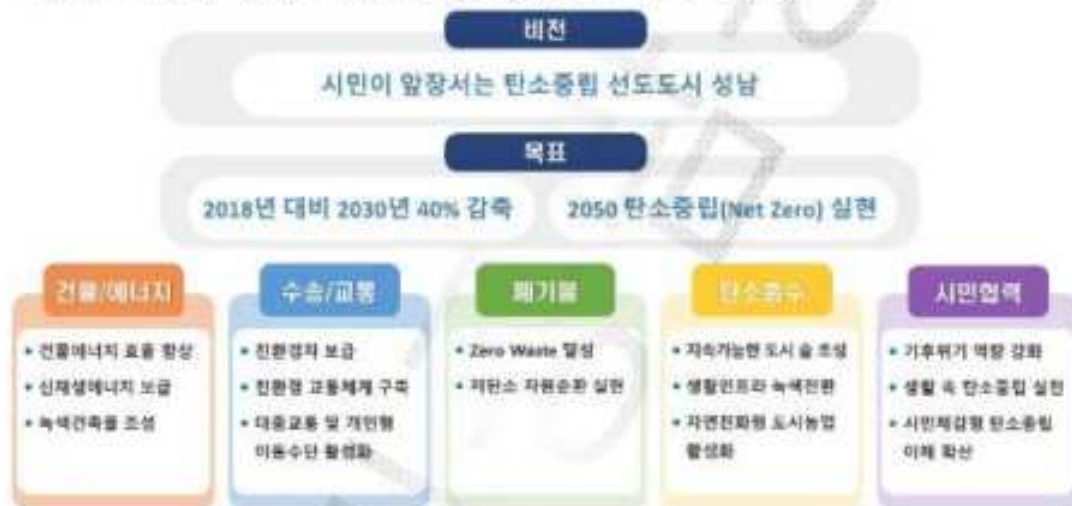 비전
시민이 앞장서는 탄소중립 선도도시 성남
목표
2018년 대비 2030년 40% 감축
2050 탄소중립(Net Zero) 실현
건물/에너지
• 건물에너지 효율 향상
• 신재생에너지 보급
• 녹색건축물 조성
수송/교통
• 친환경차 보급
• 친환경 교통체계 구축
• 대중교통 및 개인형
이동수단 활성화
폐기물
• Zero Waste 달성
• 저탄소 자원순환 실현
탄소흡수
• 지속가능한 도시 숲 조성
• 생활인프라 녹색전환
• 자연친화형 도시농업
활성화
시민협력
• 기후위기 역량 강화
• 생활 속 탄소중립 실현
• 시민체감형 탄소중립
이해 확산